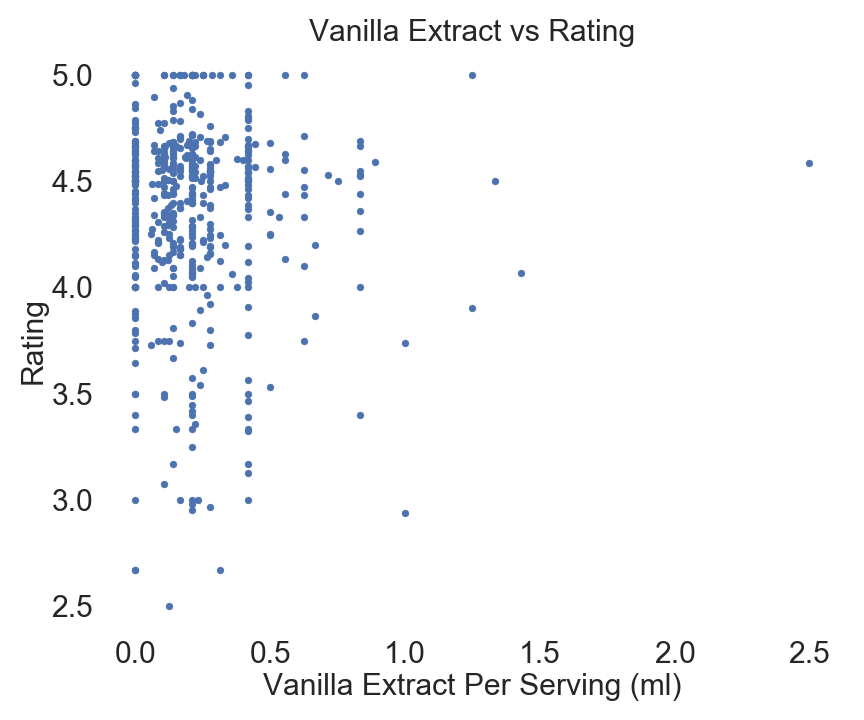 Vanilla Extract vs Rating
5.0
4.5
4.0
3.5
3.0
2.5
Rating
0.0 0.5 1.0 1.5 2.0 2.5
Vanilla Extract Per Serving (ml)